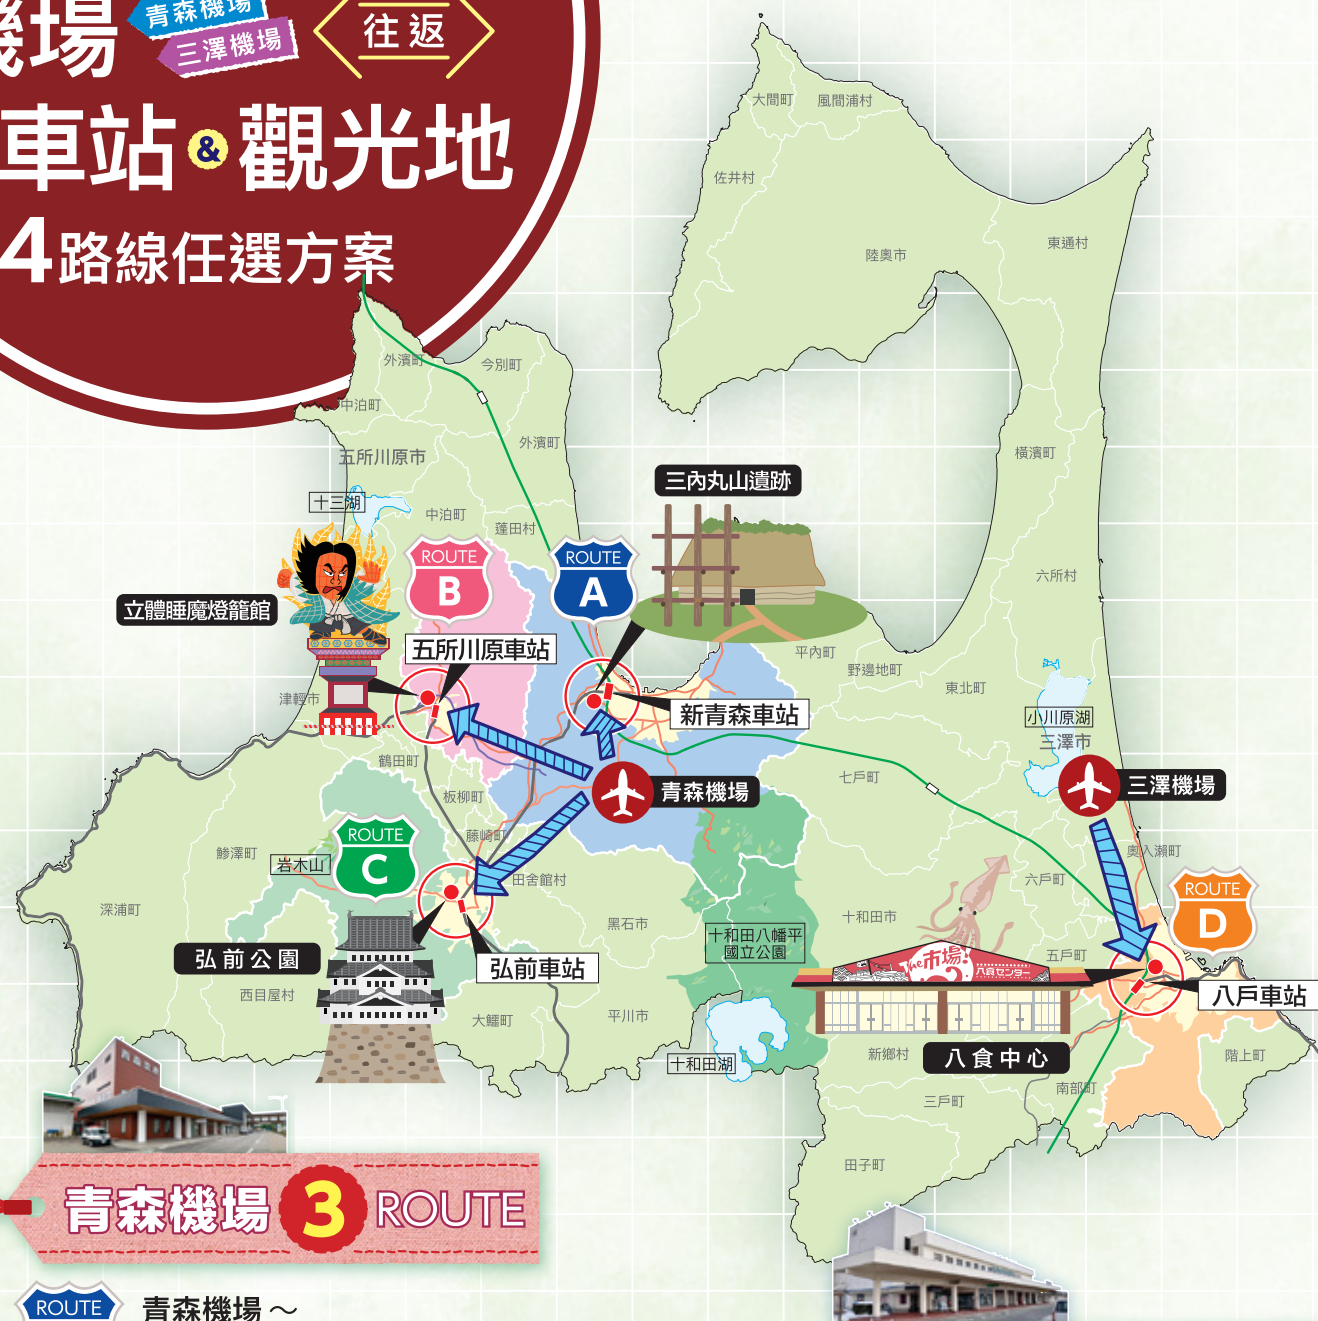 機場
青森機場
三澤機場
往返
車站&觀光地
4路線任選方案
大間町
風間浦村
佐井村
陸奧市
東通村
外濱町
今別町
中泊町
外濱町
五所川原市
橫濱町
三內丸山遺跡
十三湖
中泊町
蓬田村
ROUTE
B
ROUTE
A
六所村
立體睡魔燈籠館
五所川原車站
平內町
野邊地町
東北町
津輕市
新青森車站
小川原湖
三澤市
鶴田町
七戶町
青森機場
三澤機場
板柳町
藤崎町
ROUTE
C
鰺澤町
岩木山
奧入瀨町
田舍館村
六戶町
ROUTE
D
深浦町
黑石市
十和田市
十和田八幡平
國立公園
弘前公園
弘前車站
the市場!
八食センター
五戶町
西目屋村
八戶車站
大鰐町
平川市
十和田湖
新鄉村
八食中心
階上町
南部町
三戶町
田子町
青森機場 3 ROUTE
ROUTE
青森機場～